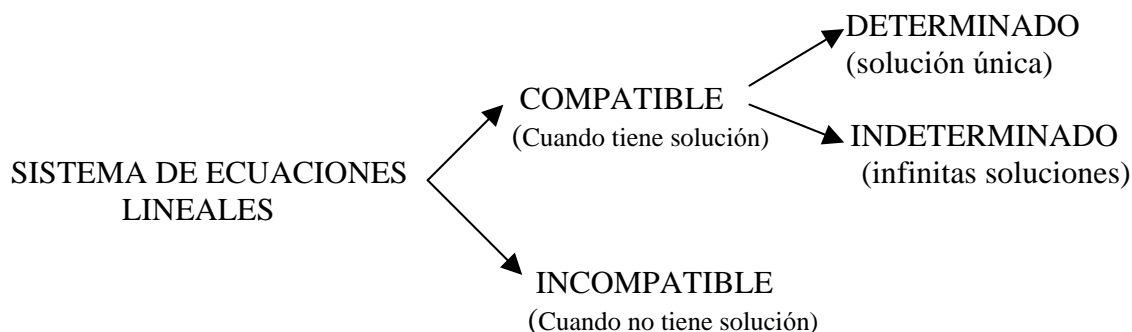 SISTEMA DE ECUACIONES
LINEALES
COMPATIBLE
(Cuando tiene solución)
DETERMINADO
(solución única)
INDETERMINADO
(infinitas soluciones)
INCOMPATIBLE
(Cuando no tiene solución)